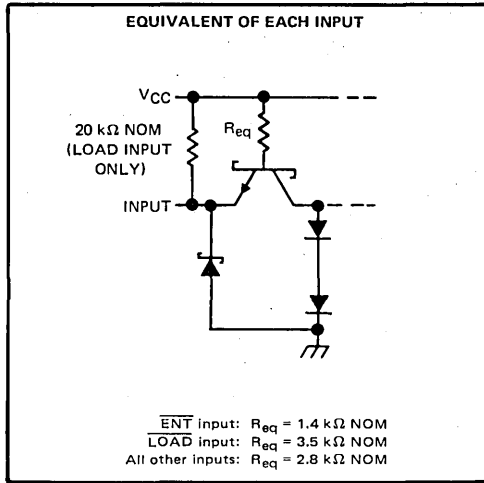 EQUIVALENT OF EACH INPUT
VCC
20 kΩ NOM
(LOAD INPUT
ONLY)
Req
INPUT
ENT input: Req = 1.4 kΩ NOM
LOAD input: Req = 3.5 kΩ NOM
All other inputs: Req = 2.8 kΩ NOM